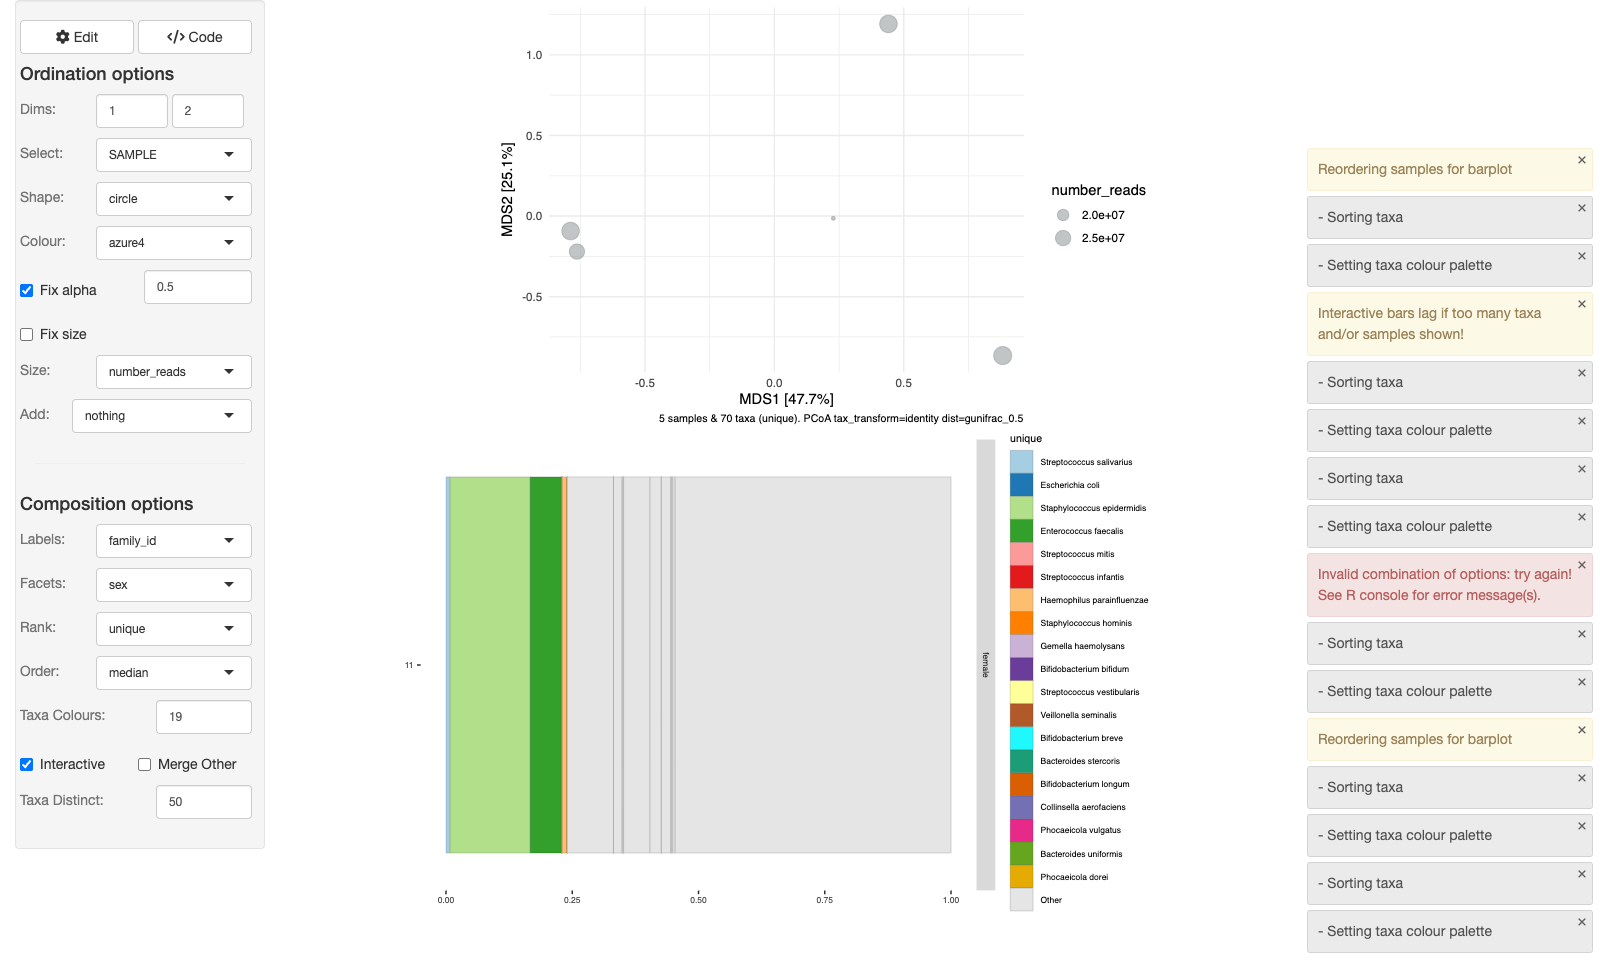 Edit
Code
Ordination options
Dims:
1
2
Select:
SAMPLE
Shape:
circle
Colour:
azure4
Fix alpha
0.5
Fix size
Size:
number_reads
Add:
nothing
Composition options
Labels:
family_id
Facets:
sex
Rank:
unique
Order:
median
Taxa Colours:
19
Interactive
Merge Other
Taxa Distinct:
50
1.0
0.5
0.0
-0.5
MDS2 [25.1%]
-0.5
0.0
0.5
MDS1 [47.7%]
5 samples & 70 taxa (unique). PCoA tax_transform=identity dist=gunifrac_0.5
number_reads
2.0e+07
2.5e+07
11
0.00
0.25
0.50
0.75
1.00
female
unique
Streptococcus salivarius
Escherichia coli
Staphylococcus epidermidis
Enterococcus faecalis
Streptococcus mitis
Streptococcus infantis
Haemophilus parainfluenzae
Staphylococcus hominis
Gemella haemolysans
Bifidobacterium bifidum
Streptococcus vestibularis
Veillonella seminalis
Bifidobacterium breve
Bacteroides stercoris
Bifidobacterium longum
Collinsella aerofaciens
Phocaeicola vulgatus
Bacteroides uniformis
Phocaeicola dorei
Other
Reordering samples for barplot
- Sorting taxa
- Setting taxa colour palette
Interactive bars lag if too many taxa
and/or samples shown!
- Sorting taxa
- Setting taxa colour palette
- Sorting taxa
- Setting taxa colour palette
Invalid combination of options: try again!
See R console for error message(s).
- Sorting taxa
- Setting taxa colour palette
Reordering samples for barplot
- Sorting taxa
- Setting taxa colour palette
- Sorting taxa
- Setting taxa colour palette